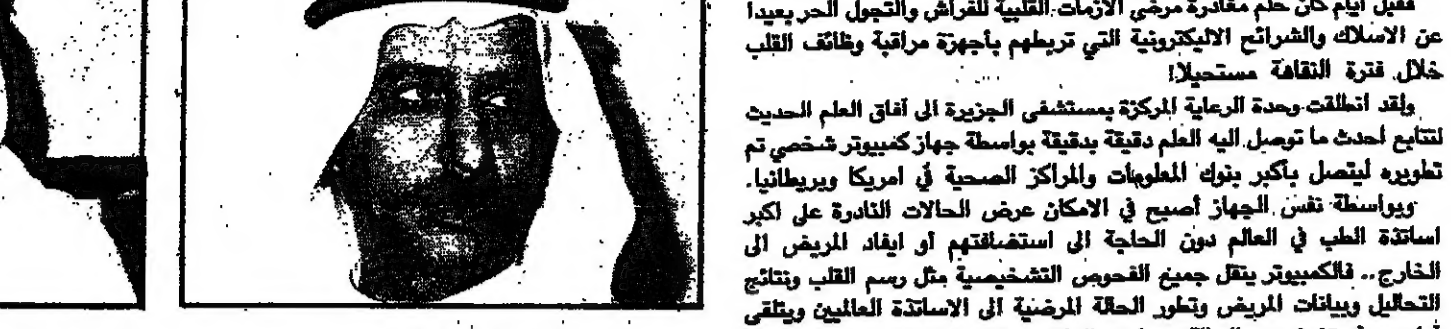 فقبل أيام كان حلم مغادرة مرضى الأزمات القلبية للفراش والتجول الحر بعيدا
عن الاسلاك والشرائح الاليكترونية التي تربطهم بأجهزة مراقبة وظائف القلب
خلال فترة النقاهة مستحيلا!
ولقد انطلقت وحدة الرعاية المركزة بمستشفى الجزيرة الى آفاق العلم الحديث
لتتابع أحدث ما توصل اليه العلم دقيقة بدقيقة بواسطة جهاز كمبيوتر شخصي تم
تطويره ليتصل بأكبر بنوك المعلومات والمراكز الصحية في امريكا وبريطانيا.
وبواسطة نفس الجهاز أصبح في الامكان عرض الحالات النادرة على اكبر
اساتذة الطب في العالم دون الحاجة الى استضافتهم أو ايفاد المريض الى
الخارج.. فالكمبيوتر ينقل جميع الفحوص التشخيصية مثل رسم القلب ونتائج
التحاليل وبيانات المريض وتطور الحالة المرضية الى الاساتذة العالميين ويتلقى